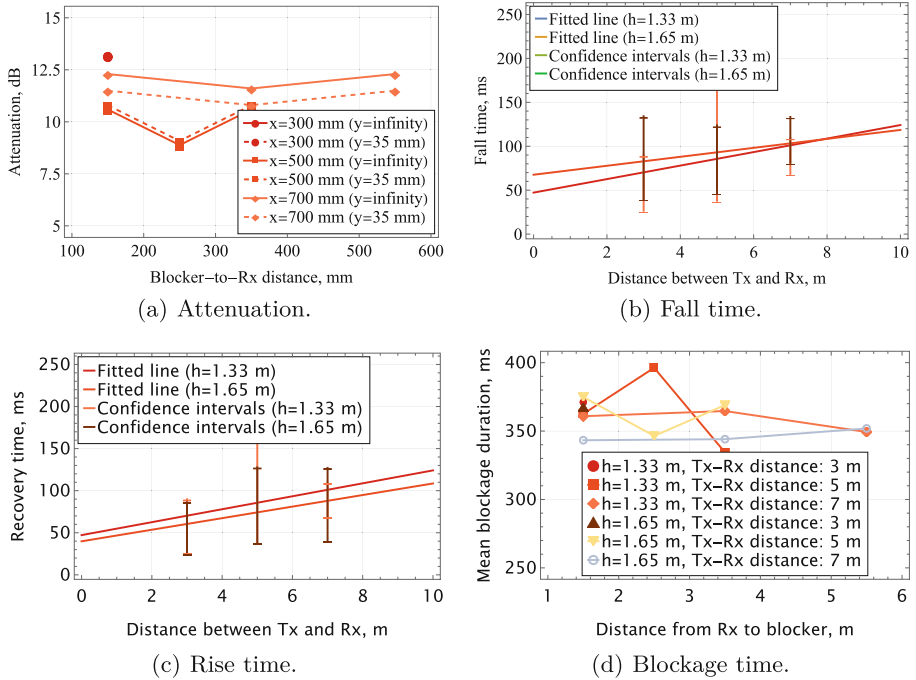 15
12.5
10
7.5
5
Attenuation, dB
x=300 mm (y=infinity)
x=300 mm (y=35 mm)
x=500 mm (y=infinity)
x=500 mm (y=35 mm)
x=700 mm (y=infinity)
x=700 mm (y=35 mm)
100 200 300 400 500 600
Blocker-to-Rx distance, mm
(a) Attenuation.
250
200
150
100
50
0
Fall time, ms
Fitted line (h=1.33 m)
Fitted line (h=1.65 m)
Confidence intervals (h=1.33 m)
Confidence intervals (h=1.65 m)
0 2 4 6 8 10
Distance between Tx and Rx, m
(b) Fall time.
250
200
150
100
50
0
Recovery time, ms
Fitted line (h=1.33 m)
Fitted line (h=1.65 m)
Confidence intervals (h=1.33 m)
Confidence intervals (h=1.65 m)
0 2 4 6 8 10
Distance between Tx and Rx, m
(c) Rise time.
400
350
300
250
Mean blockage duration, ms
h=1.33 m, Tx-Rx distance: 3 m
h=1.33 m, Tx-Rx distance: 5 m
h=1.33 m, Tx-Rx distance: 7 m
h=1.65 m, Tx-Rx distance: 3 m
h=1.65 m, Tx-Rx distance: 5 m
h=1.65 m, Tx-Rx distance: 7 m
1 2 3 4 5 6
Distance from Rx to blocker, m
(d) Blockage time.